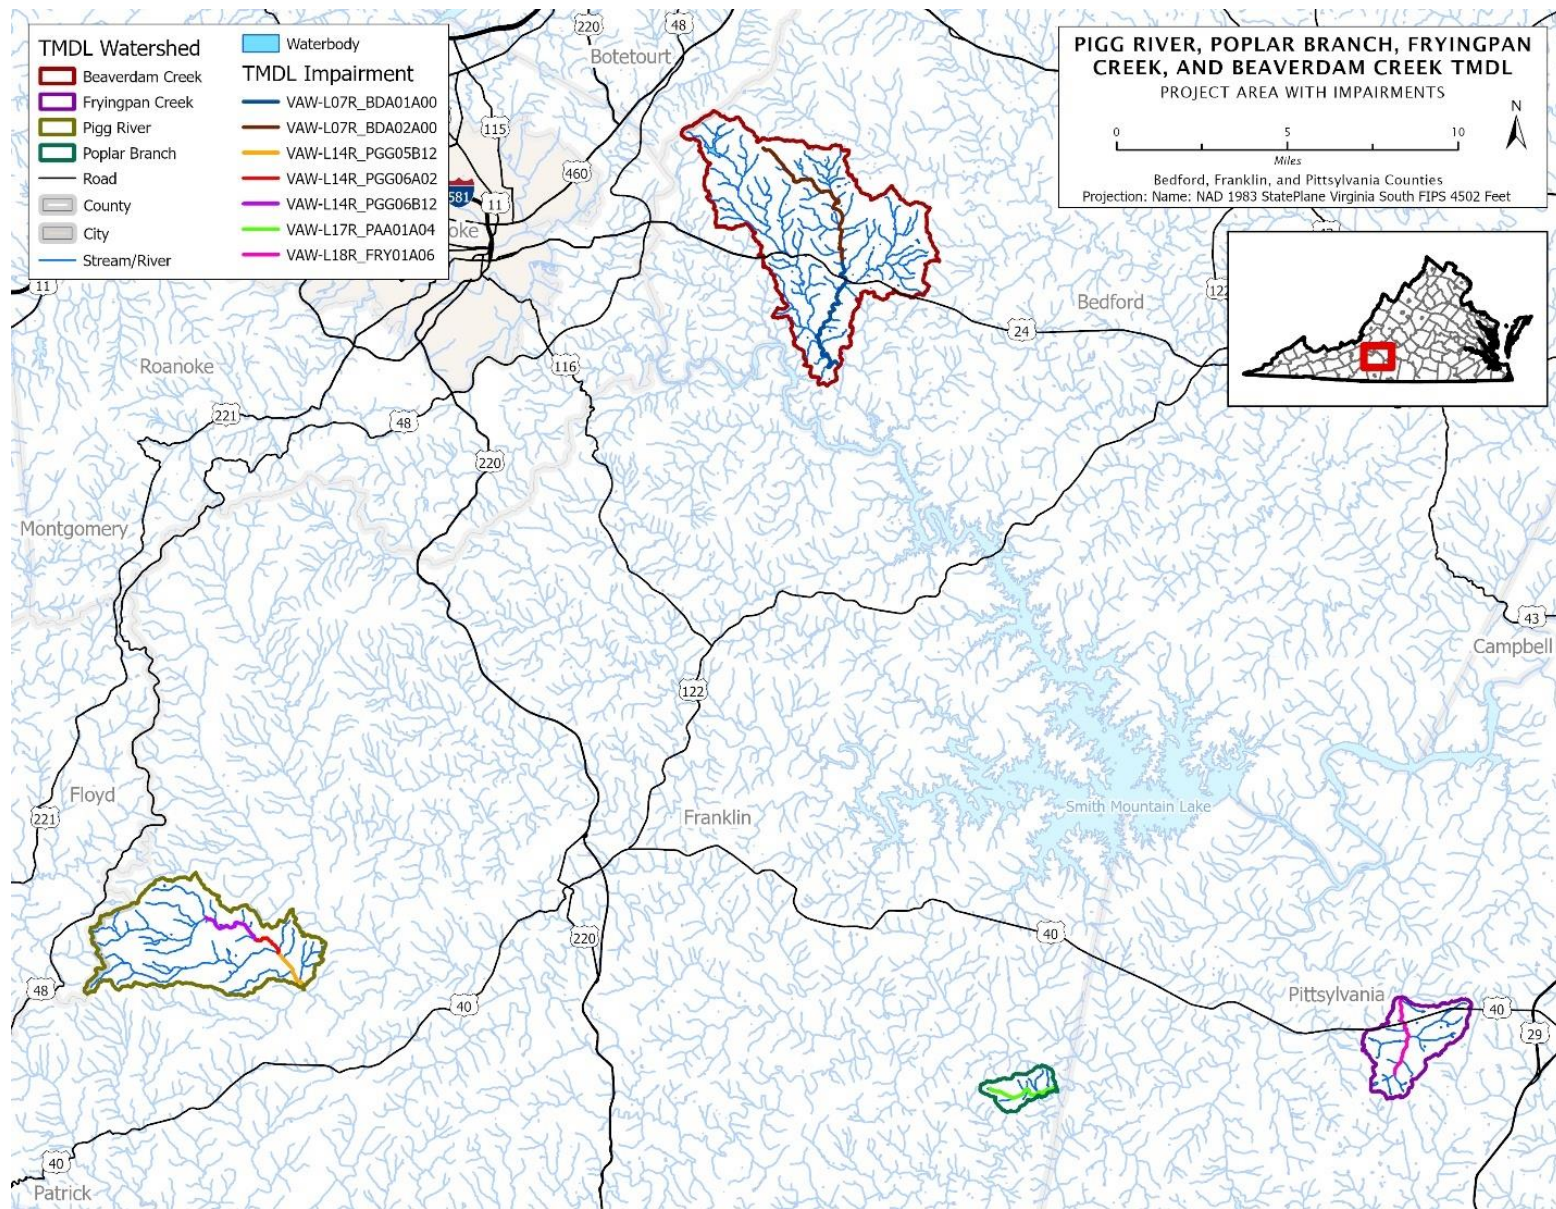 TMDL Watershed
Beaverdam Creek
Fryingpan Creek
Pigg River
Poplar Branch
Road
County
City
Stream/River
Waterbody
TMDL Impairment
VAW-L07R_BDA01A00
VAW-L07R_BDA02A00
VAW-L14R_PGG05B12
VAW-L14R_PGG06A02
VAW-L14R_PGG06B12
VAW-L17R_PAA01A04
VAW-L18R_FRY01A06
PIGG RIVER, POPLAR BRANCH, FRYINGPAN
CREEK, AND BEAVERDAM CREEK TMDL
PROJECT AREA WITH IMPAIRMENTS
N
0 5 10
Miles
Bedford, Franklin, and Pittsylvania Counties
Projection: Name: NAD 1983 StatePlane Virginia South FIPS 4502 Feet
220
48
Botetourt
115
460
581
11
oke
11
122
Bedford
24
Roanoke
116
221
48
220
Montgomery
43
Campbell
122
Floyd
221
Franklin
Smith Mountain Lake
220
40
48
40
Pittsylvania
40
29
40
Patrick